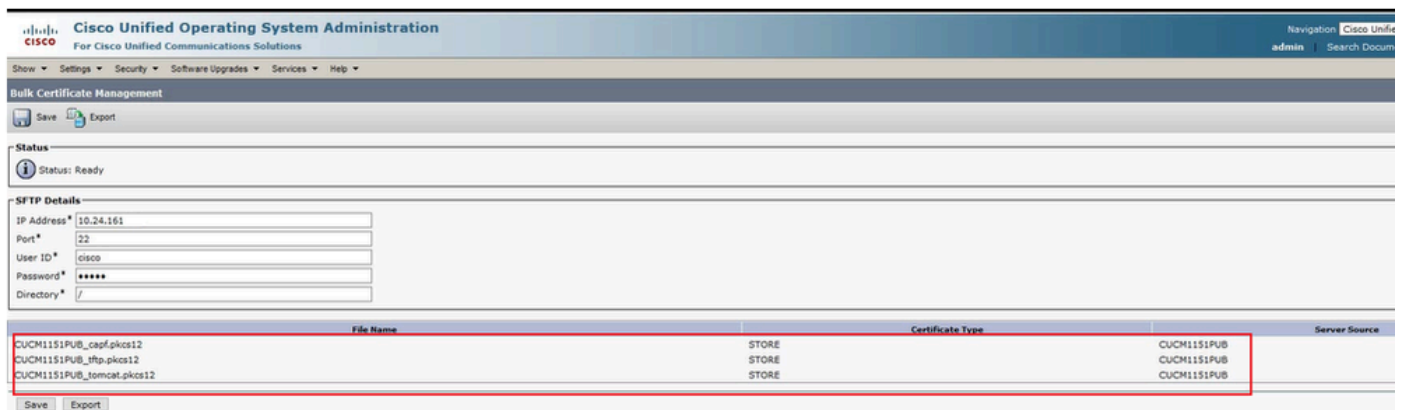 Cisco Unified Operating System Administration
CISCO
For Cisco Unified Communications Solutions
Navigation Cisco Unifie
admin Search Docum
Show Settings Security Software Upgrades Services Help
Bulk Certificate Management
Save Export
Status
Status: Ready
SFTP Details
IP Address* 10.24.161
Port* 22
User ID* cisco
Password* •••••
Directory* /
File Name Certificate Type Server Source
CUCM1151PUB_capf.pkcs12 STORE CUCM1151PUB
CUCM1151PUB_tftp.pkcs12 STORE CUCM1151PUB
CUCM1151PUB_tomcat.pkcs12 STORE CUCM1151PUB
Save Export